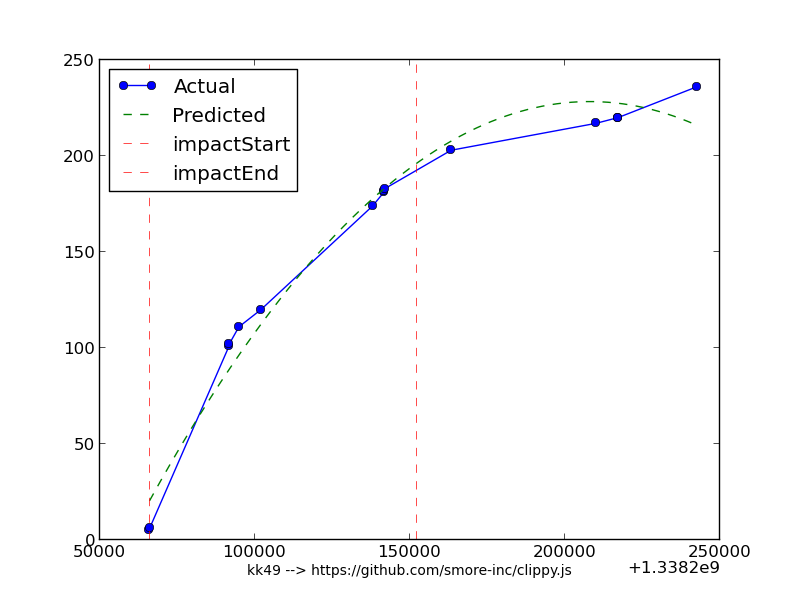 250
200
150
100
50
0
Actual
Predicted
impactStart
impactEnd
50000 100000 150000 200000 250000
+1.3382e9
kk49 --> https://github.com/smore-inc/clippy.js